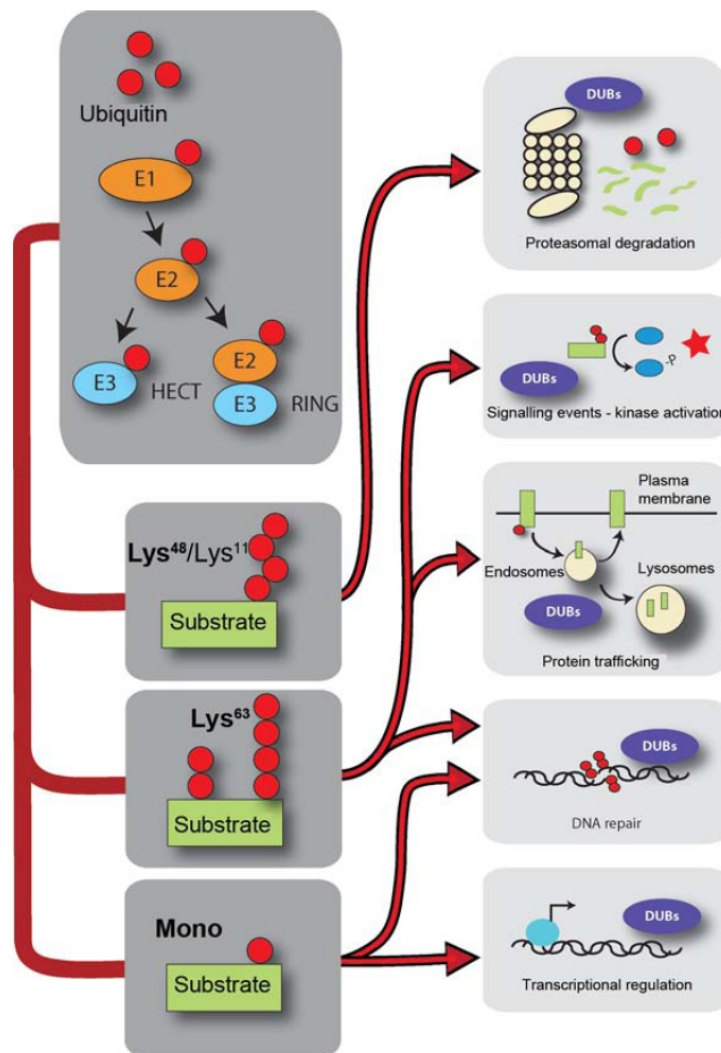 Ubiquitin
E1
E2
E3
HECT
E2
E3
RING
Lys⁴⁸/Lys¹¹
Substrate
Lys⁶³
Substrate
Mono
Substrate
DUBs
Proteasomal degradation
-P
DUBs
Signalling events - kinase activation
Plasma
membrane
Endosomes
Lysosomes
DUBs
Protein trafficking
DUBs
DNA repair
DUBs
Transcriptional regulation